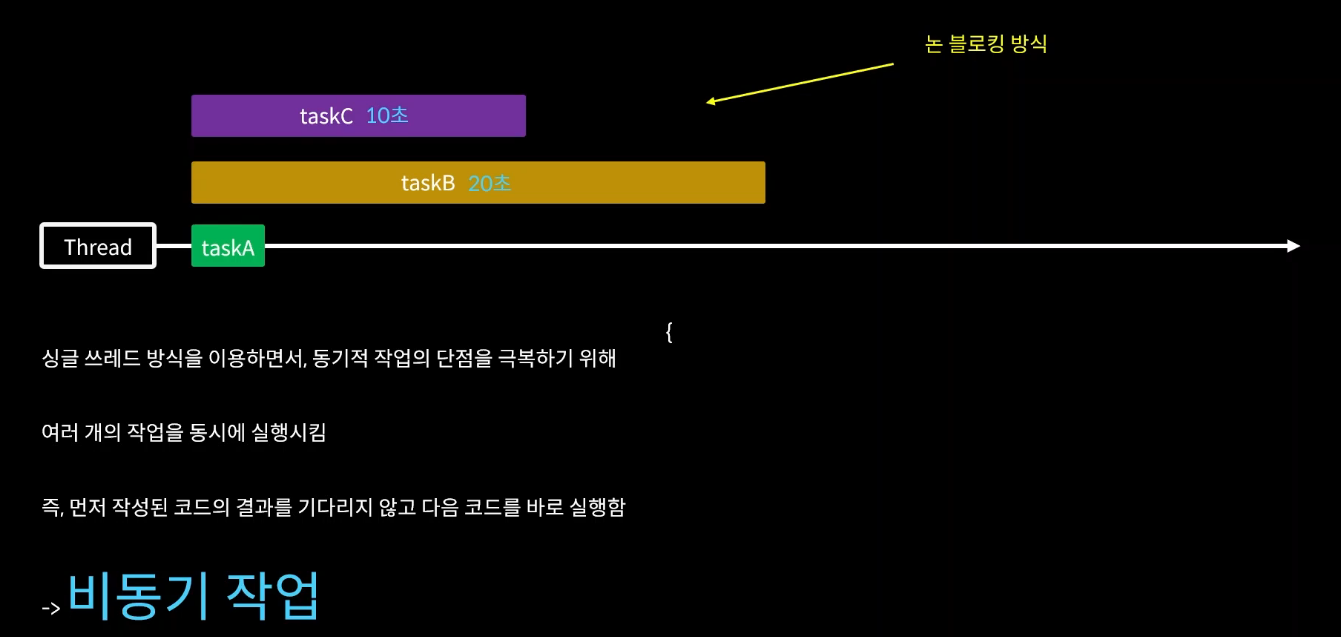 논 블로킹 방식
taskC 10초
taskB 20초
Thread
taskA
{
싱글 쓰레드 방식을 이용하면서, 동기적 작업의 단점을 극복하기 위해
여러 개의 작업을 동시에 실행시킴
즉, 먼저 작성된 코드의 결과를 기다리지 않고 다음 코드를 바로 실행함
-> 비동기 작업